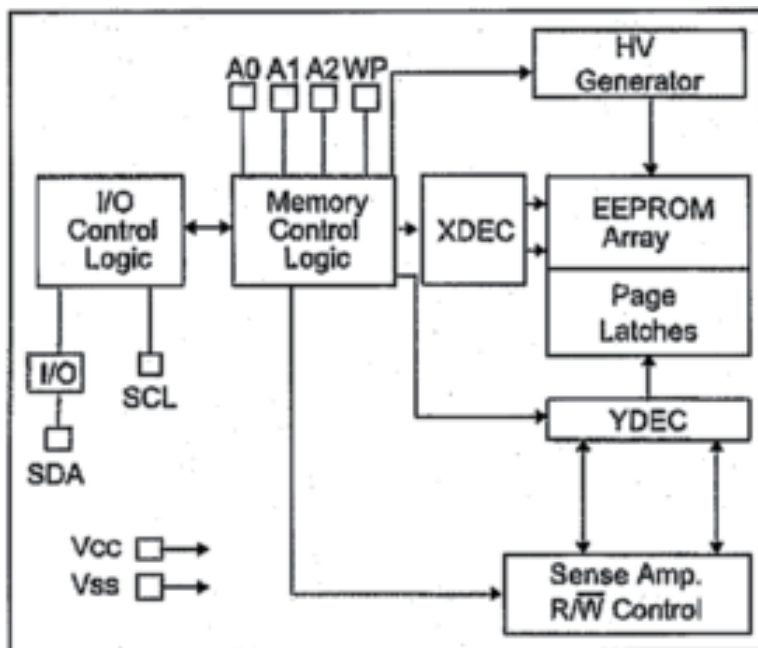 A0 A1 A2 WP
HV
Generator
I/O
Control
Logic
Memory
Control
Logic
XDEC
EEPROM
Array
Page
Latches
I/O
SCL
SDA
YDEC
Vcc
Vss
Sense Amp.
R/W̅ Control